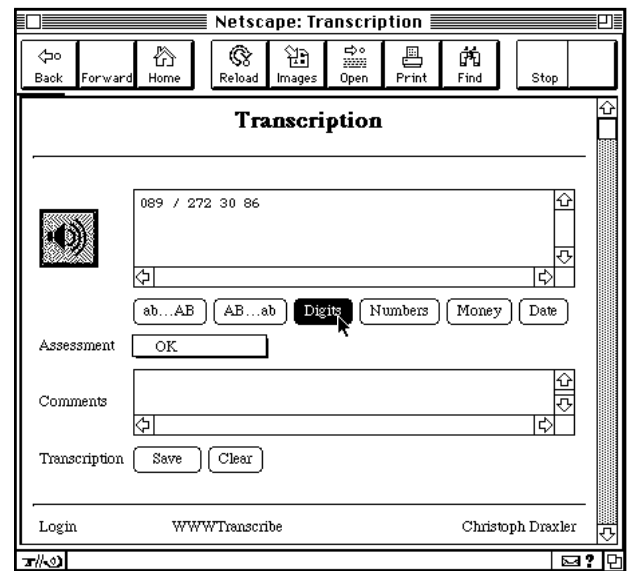 Netscape: Transcription
Back Forward Home Reload Images Open Print Find Stop
Transcription
089 / 272 30 86
ab...AB AB...ab Digits Numbers Money Date
Assessment OK
Comments
Transcription Save Clear
Login WWWTranscribe Christoph Draxler
?